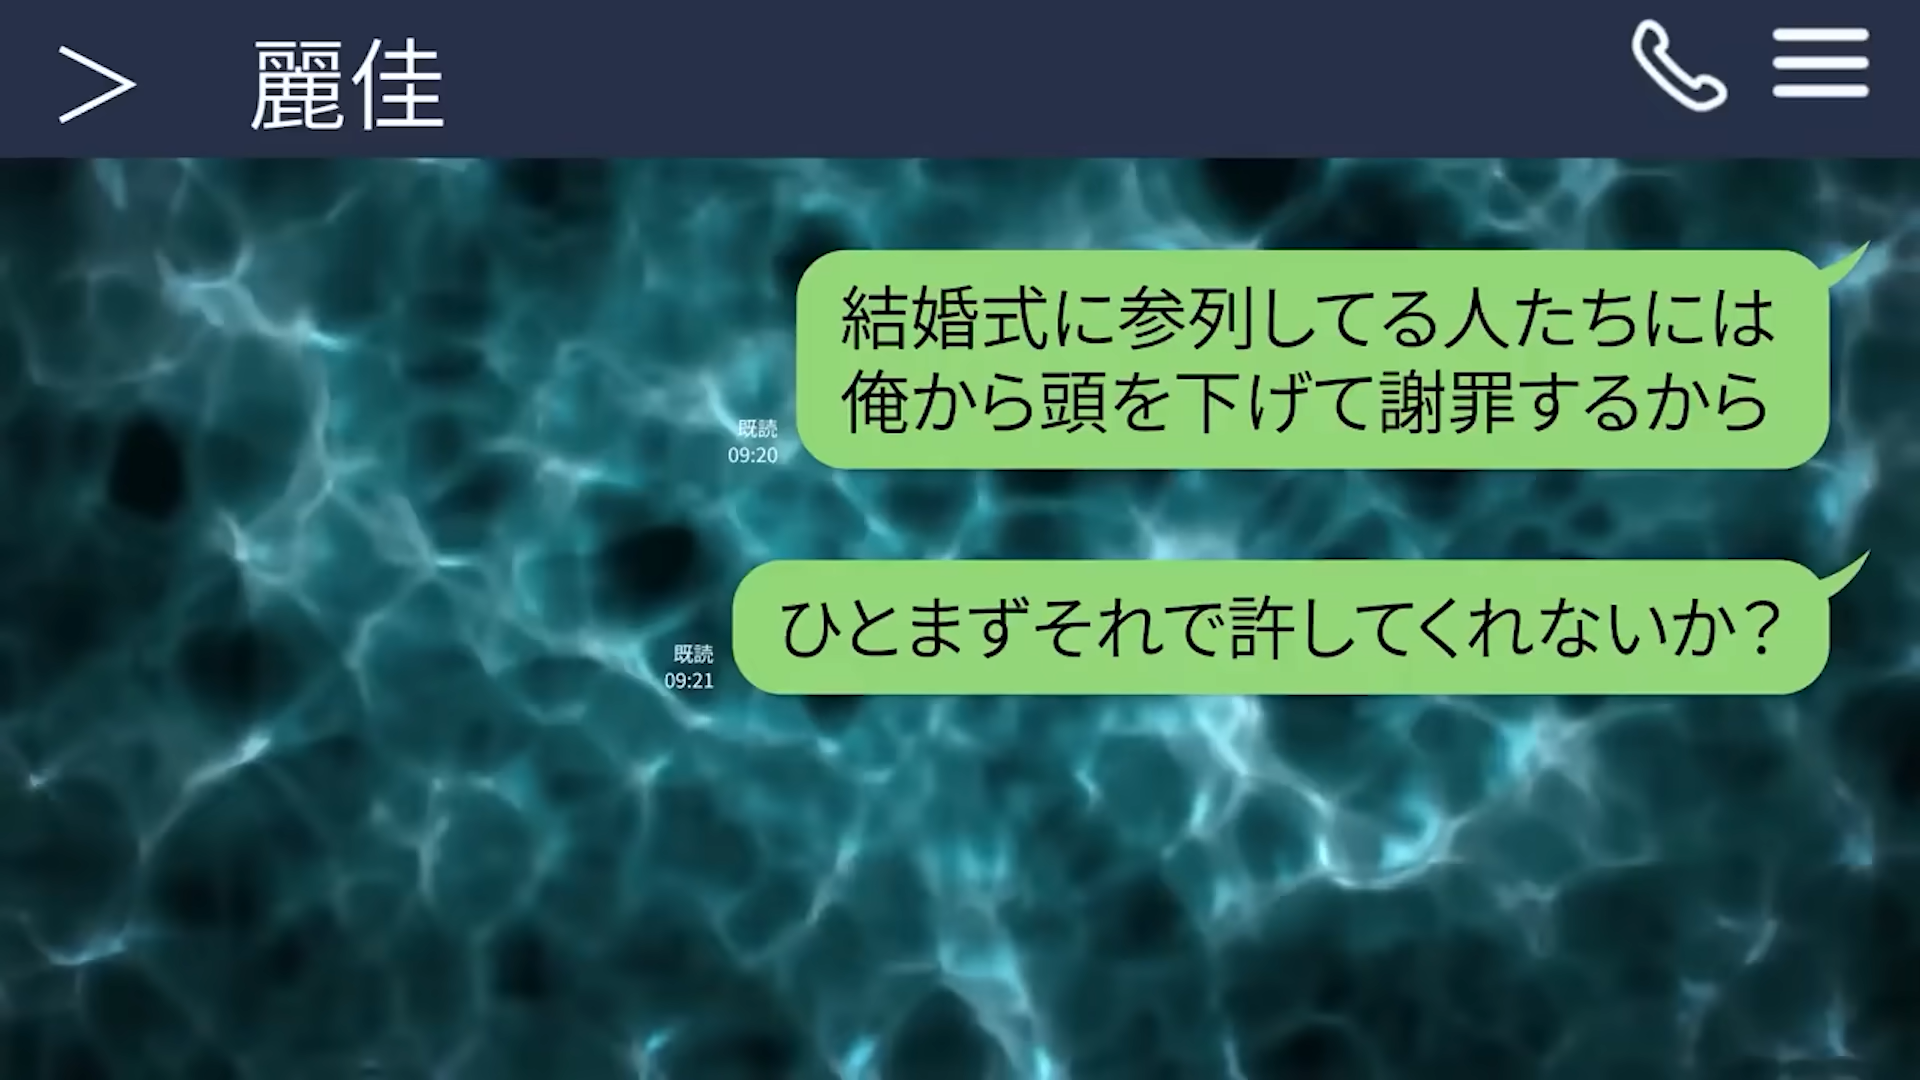 麗佳
結婚式に参列してる人たちには
俺から頭を下げて謝罪するから
既読
09:20
ひとまずそれで許してくれないか？
既読
09:21